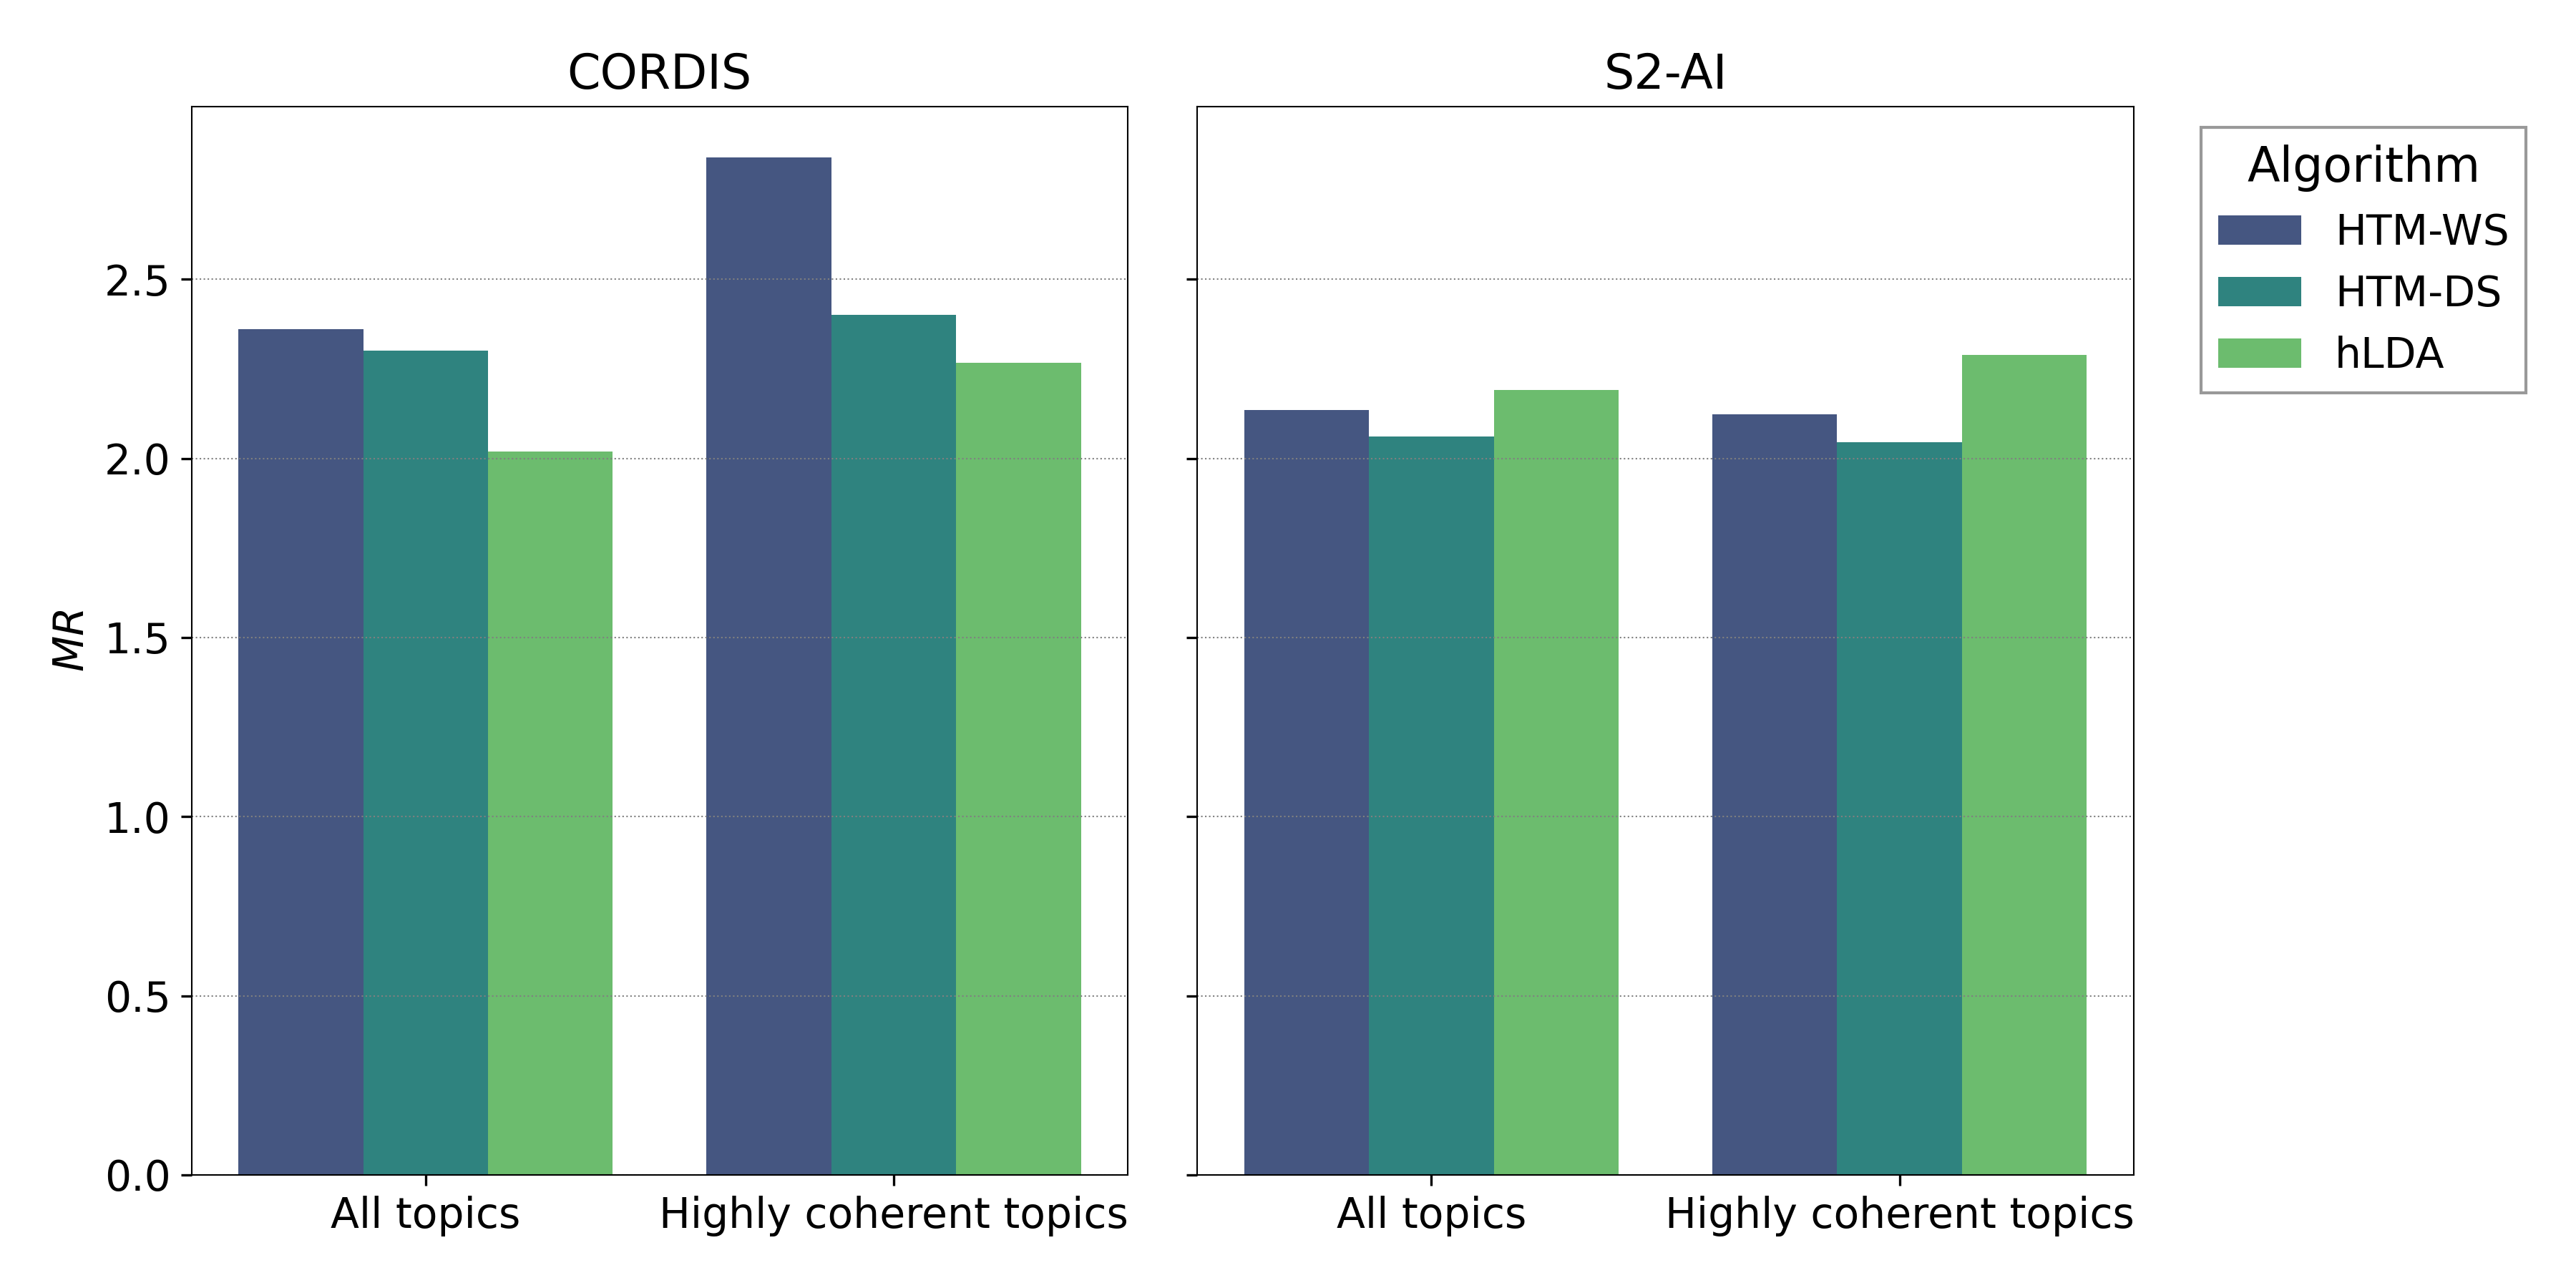 CORDIS
S2-AI
MR
2.5
2.0
1.5
1.0
0.5
0.0
All topics
Highly coherent topics
All topics
Highly coherent topics
Algorithm
HTM-WS
HTM-DS
hLDA